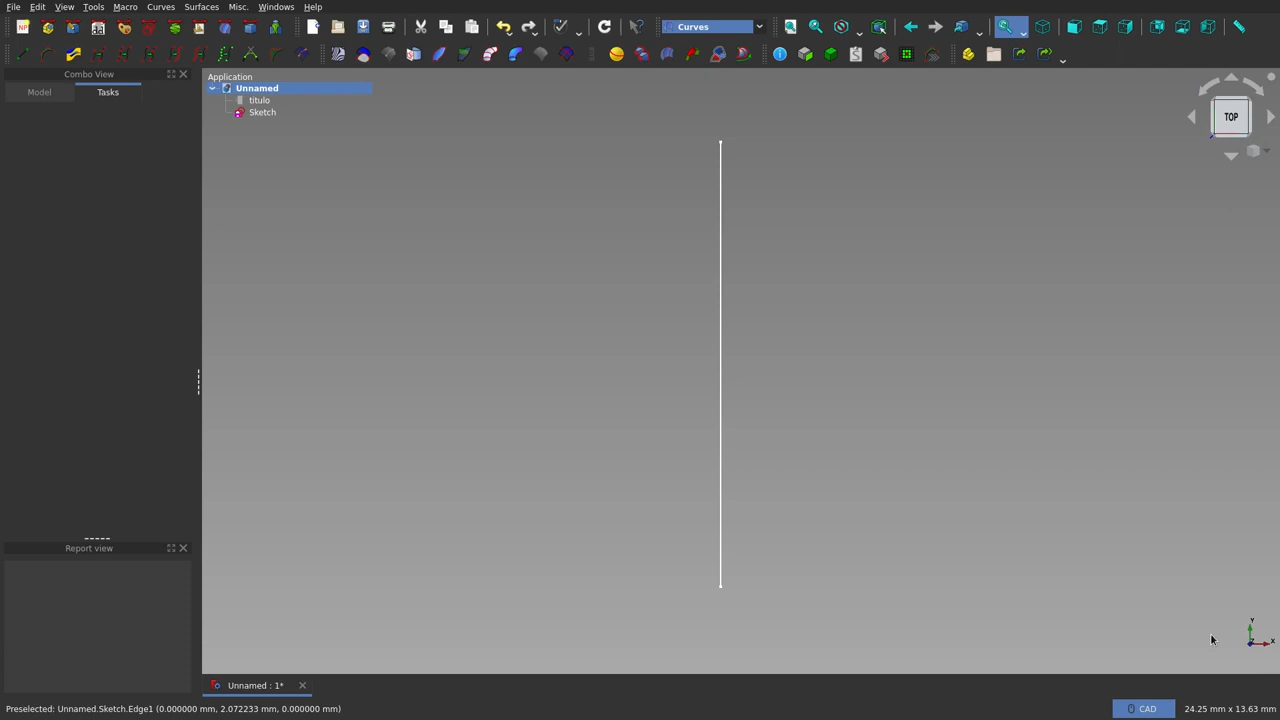 File Edit View Tools Macro Curves Surfaces Misc. Windows Help
Curves
Combo View
Model Tasks
Application
Unnamed
titulo
Sketch
TOP
Report view
Y
X
Unnamed : 1*
Preselected: Unnamed.Sketch.Edge1 (0.000000 mm, 2.072233 mm, 0.000000 mm)
CAD
24.25 mm x 13.63 mm